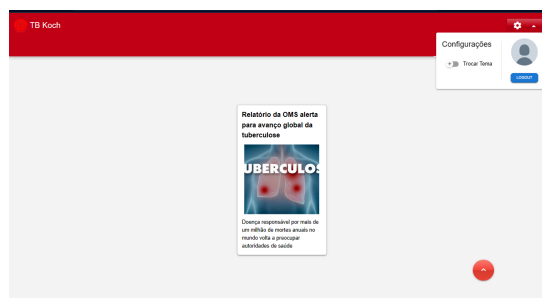 TB Koch
Configurações
Trocar Tema
LOGOUT
Relatório da OMS alerta
para avanço global da
tuberculose
UBERCULOS
Doença responsável por mais de
um milhão de mortes anuais no
mundo volta a preocupar
autoridades de saúde